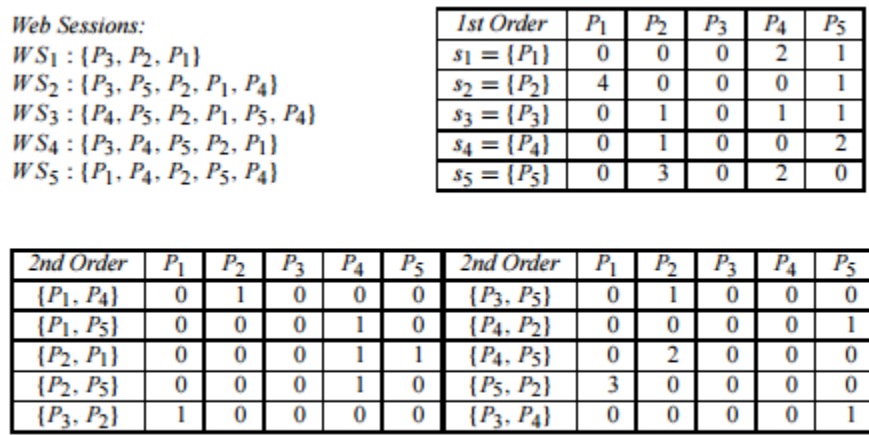 Web Sessions:
WS1 : {P3, P2, P1}
WS2 : {P3, P5, P2, P1, P4}
WS3 : {P4, P5, P2, P1, P5, P4}
WS4 : {P3, P4, P5, P2, P1}
WS5 : {P1, P4, P2, P5, P4}
1st Order P1 P2 P3 P4 P5
s1 = {P1} 0 0 0 2 1
s2 = {P2} 4 0 0 0 1
s3 = {P3} 0 1 0 1 1
s4 = {P4} 0 1 0 0 2
s5 = {P5} 0 3 0 2 0
2nd Order P1 P2 P3 P4 P5 2nd Order P1 P2 P3 P4 P5
{P1, P4} 0 1 0 0 0 {P3, P5} 0 1 0 0 0
{P1, P5} 0 0 0 1 0 {P4, P2} 0 0 0 0 1
{P2, P1} 0 0 0 1 1 {P4, P5} 0 2 0 0 0
{P2, P5} 0 0 0 1 0 {P5, P2} 3 0 0 0 0
{P3, P2} 1 0 0 0 0 {P3, P4} 0 0 0 0 1